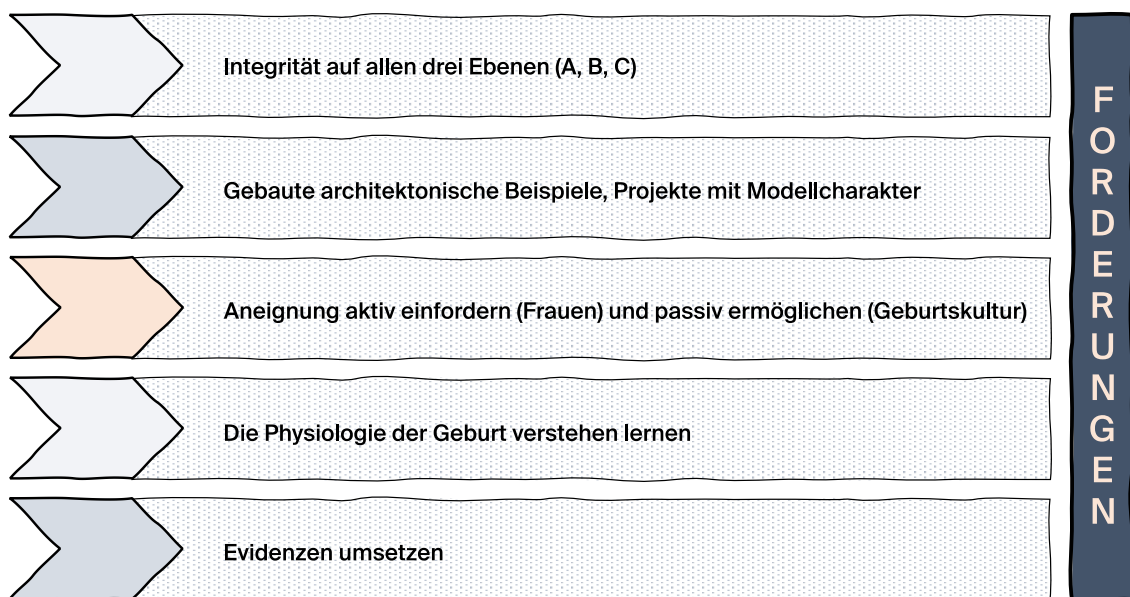 Integrität auf allen drei Ebenen (A, B, C)
Gebaute architektonische Beispiele, Projekte mit Modellcharakter
Aneignung aktiv einfordern (Frauen) und passiv ermöglichen (Geburtskultur)
Die Physiologie der Geburt verstehen lernen
Evidenzen umsetzen
FORDERUNGEN